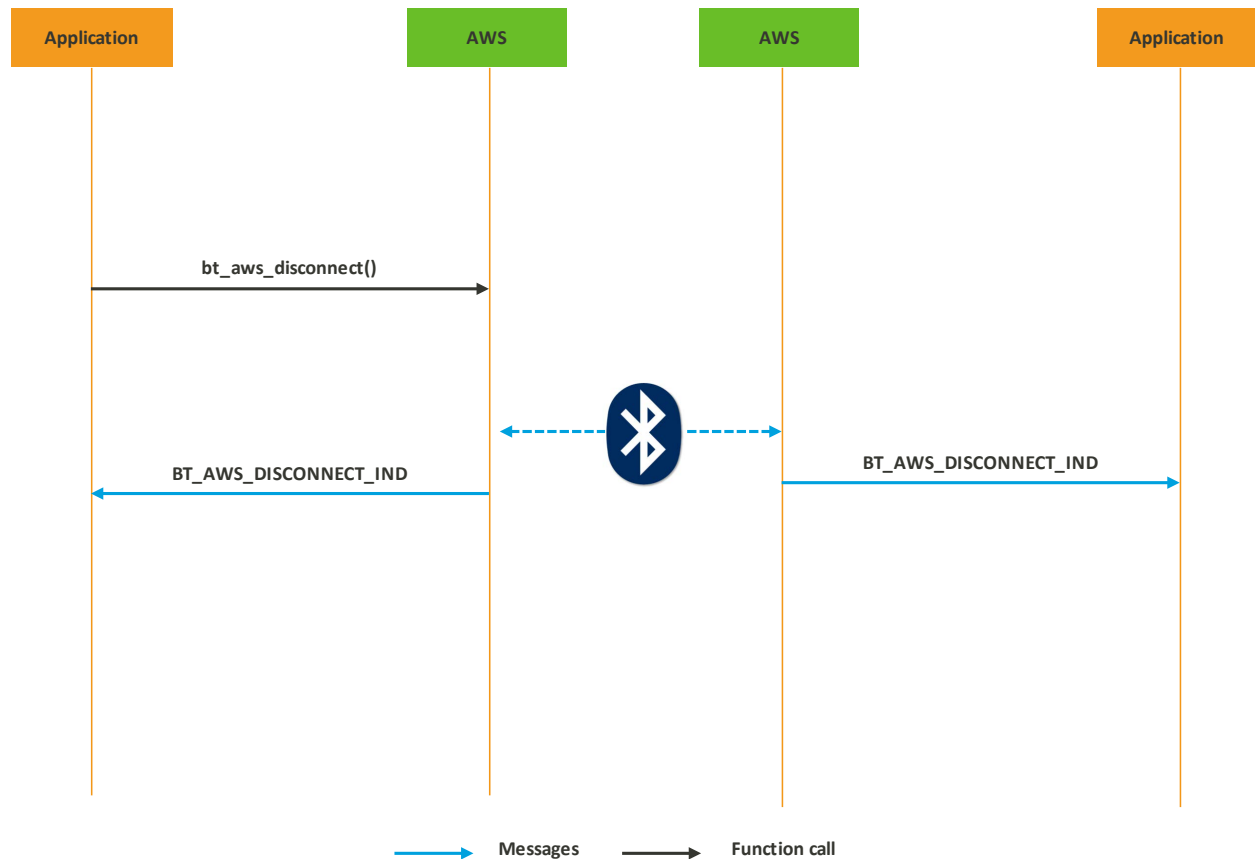 Application
AWS
AWS
Application
bt_aws_disconnect()
BT_AWS_DISCONNECT_IND
BT_AWS_DISCONNECT_IND
Messages
Function call